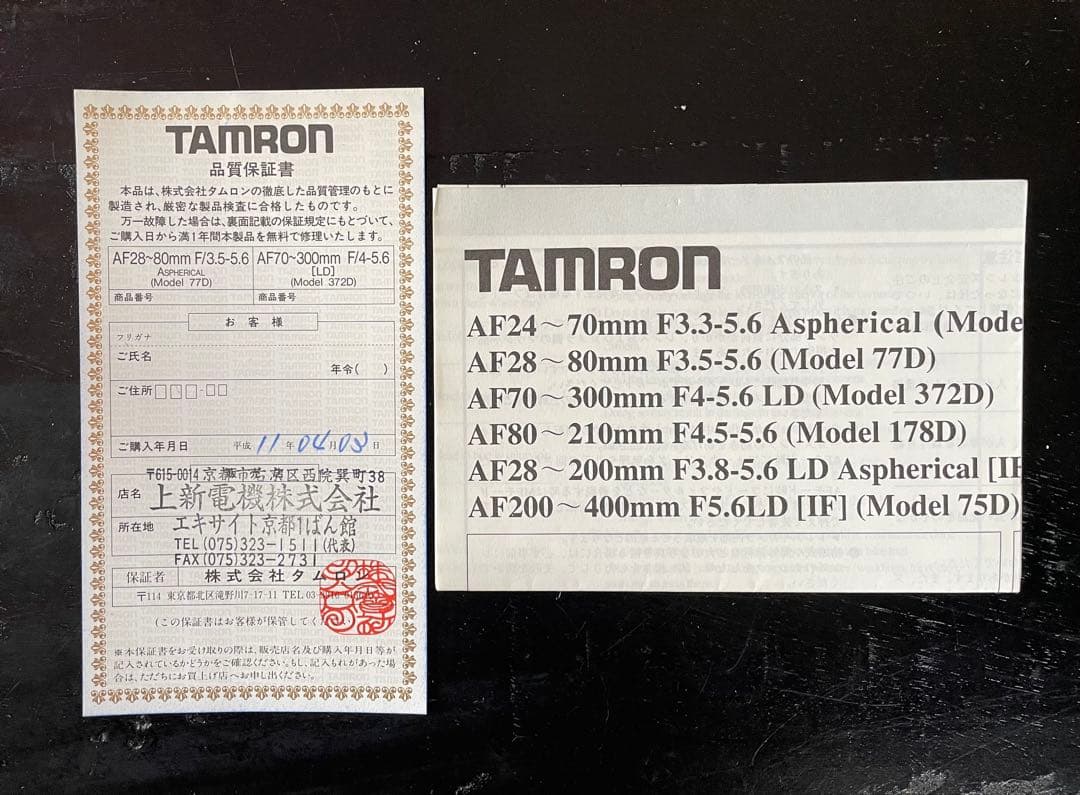 TAMRON
品質保証書
本品は、株式会社タムロンの徹底した品質管理のもとに
製造され、厳密な製品検査に合格したものです。
万一故障した場合は、裏面記載の保証規定にもとづいて、
ご購入日から満1年間本製品を無料で修理いたします。
AF28~80mm F/3.5-5.6 AF70~300mm F/4-5.6
ASPHERICAL [LD]
(Model 77D) (Model 372D)
商品番号 商品番号
お客様
フリガナ
ご氏名
年令( )
ご住所
ご購入年月日 平成 11年 04月 03日
〒615-0014 京都市右京区西院巽町38
店名 上新電機株式会社
所在地 エキサイト京都1ばん館
TEL (075)323-1511(代表)
FAX (075)323-2731
保証者 株式会社タムロン
〒114 東京都北区滝野川7-17-11 TEL 03-
(この保証書はお客様が保管してください)
※本保証書をお受け取りの際は、販売店名及び購入年月日等が
記入されているかどうかをご確認ください。もし、記入もれがあった場
合は、ただちにお買上げ店へお申し出ください。
TAMRON
AF24~70mm F3.3-5.6 Aspherical (Mode
AF28~80mm F3.5-5.6 (Model 77D)
AF70~300mm F4-5.6 LD (Model 372D)
AF80~210mm F4.5-5.6 (Model 178D)
AF28~200mm F3.8-5.6 LD Aspherical [IF
AF200~400mm F5.6LD [IF] (Model 75D)